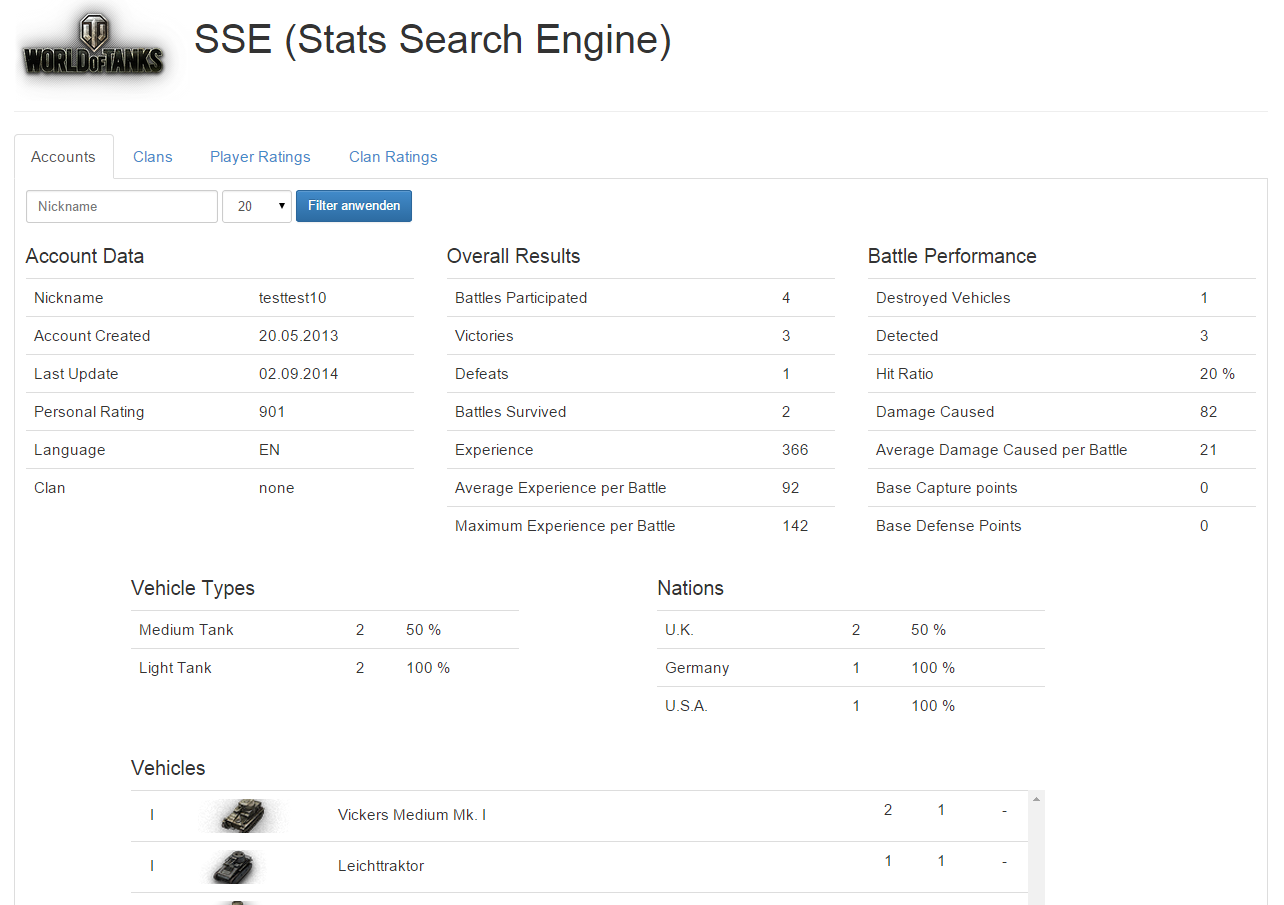 WORLD OF TANKS
SSE (Stats Search Engine)
Accounts Clans Player Ratings Clan Ratings
Nickname 20 Filter anwenden
Account Data
Nickname testtest10
Account Created 20.05.2013
Last Update 02.09.2014
Personal Rating 901
Language EN
Clan none
Overall Results
Battles Participated 4
Victories 3
Defeats 1
Battles Survived 2
Experience 366
Average Experience per Battle 92
Maximum Experience per Battle 142
Battle Performance
Destroyed Vehicles 1
Detected 3
Hit Ratio 20 %
Damage Caused 82
Average Damage Caused per Battle 21
Base Capture points 0
Base Defense Points 0
Vehicle Types
Medium Tank 2 50 %
Light Tank 2 100 %
Nations
U.K. 2 50 %
Germany 1 100 %
U.S.A. 1 100 %
Vehicles
I Vickers Medium Mk. I 2 1 -
I Leichttraktor 1 1 -